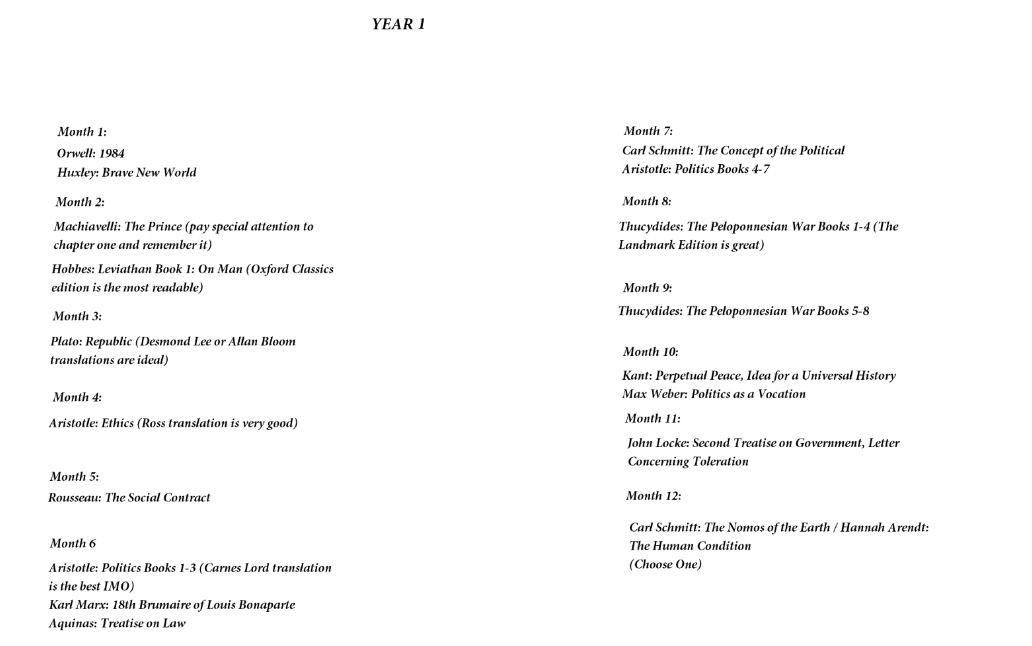 YEAR 1
Month 1:
Orwell: 1984
Huxley: Brave New World
Month 2:
Machiavelli: The Prince (pay special attention to
chapter one and remember it)
Hobbes: Leviathan Book 1: On Man (Oxford Classics
edition is the most readable)
Month 3:
Plato: Republic (Desmond Lee or Allan Bloom
translations are ideal)
Month 4:
Aristotle: Ethics (Ross translation is very good)
Month 5:
Rousseau: The Social Contract
Month 6
Aristotle: Politics Books 1-3 (Carnes Lord translation
is the best IMO)
Karl Marx: 18th Brumaire of Louis Bonaparte
Aquinas: Treatise on Law
Month 7:
Carl Schmitt: The Concept of the Political
Aristotle: Politics Books 4-7
Month 8:
Thucydides: The Peloponnesian War Books 1-4 (The
Landmark Edition is great)
Month 9:
Thucydides: The Peloponnesian War Books 5-8
Month 10:
Kant: Perpetual Peace, Idea for a Universal History
Max Weber: Politics as a Vocation
Month 11:
John Locke: Second Treatise on Government, Letter
Concerning Toleration
Month 12:
Carl Schmitt: The Nomos of the Earth / Hannah Arendt:
The Human Condition
(Choose One)